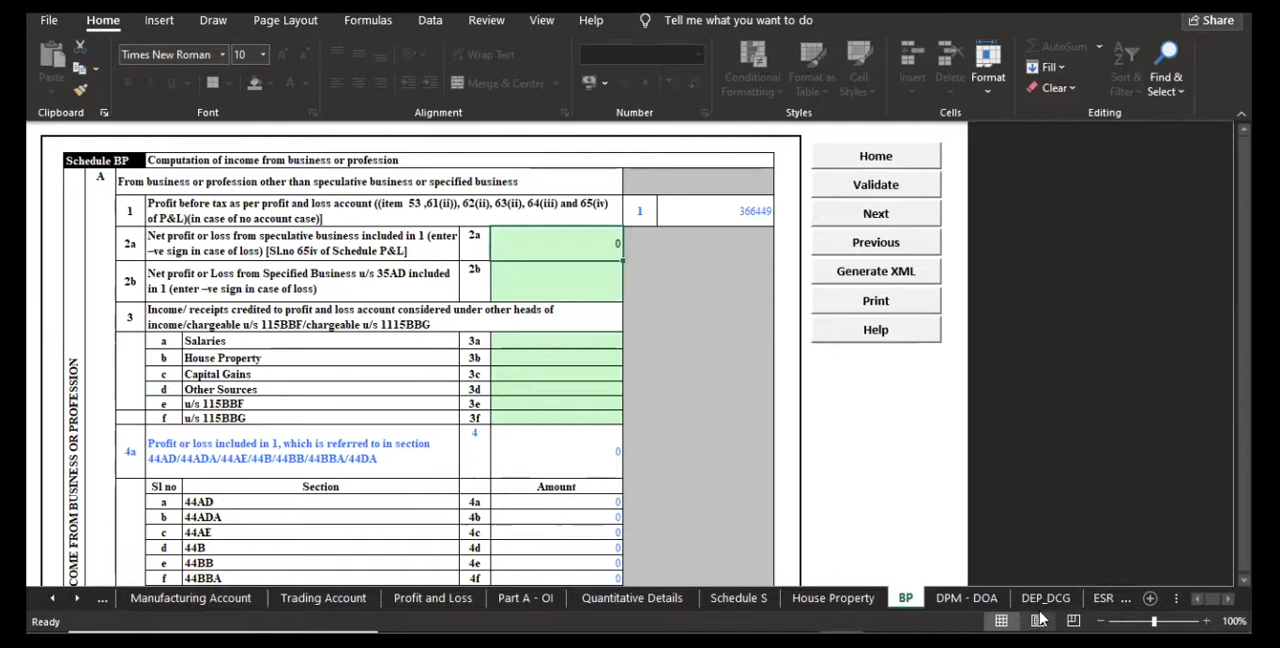 File Home Insert Draw Page Layout Formulas Data Review View Help Tell me what you want to do Share
Paste Times New Roman 10 Wrap Text Merge & Center Conditional Formatting Format as Table Cell Styles Insert Delete Format AutoSum Fill Clear Sort & Filter Find & Select
Clipboard Font Alignment Number Styles Cells Editing
Schedule BP Computation of income from business or profession
A From business or profession other than speculative business or specified business
1 Profit before tax as per profit and loss account ((item 53 ,61(ii)), 62(ii), 63(ii), 64(iii) and 65(iv)
of P&L)(in case of no account case)] 1 366449
2a Net profit or loss from speculative business included in 1 (enter
–ve sign in case of loss) [Sl.no 65iv of Schedule P&L] 2a 0
2b Net profit or Loss from Specified Business u/s 35AD included
in 1 (enter –ve sign in case of loss) 2b
3 Income/ receipts credited to profit and loss account considered under other heads of
income/chargeable u/s 115BBF/chargeable u/s 1115BBG
a Salaries 3a
b House Property 3b
c Capital Gains 3c
d Other Sources 3d
e u/s 115BBF 3e
f u/s 115BBG 3f
4a Profit or loss included in 1, which is referred to in section
44AD/44ADA/44AE/44B/44BB/44BBA/44DA 4 0
Sl no Section Amount
a 44AD 4a 0
b 44ADA 4b 0
c 44AE 4c 0
d 44B 4d 0
e 44BB 4e 0
f 44BBA 4f 0
COME FROM BUSINESS OR PROFESSION
Home
Validate
Next
Previous
Generate XML
Print
Help
... Manufacturing Account Trading Account Profit and Loss Part A - OI Quantitative Details Schedule S House Property BP DPM - DOA DEP_DCG ESR ...
Ready 100%